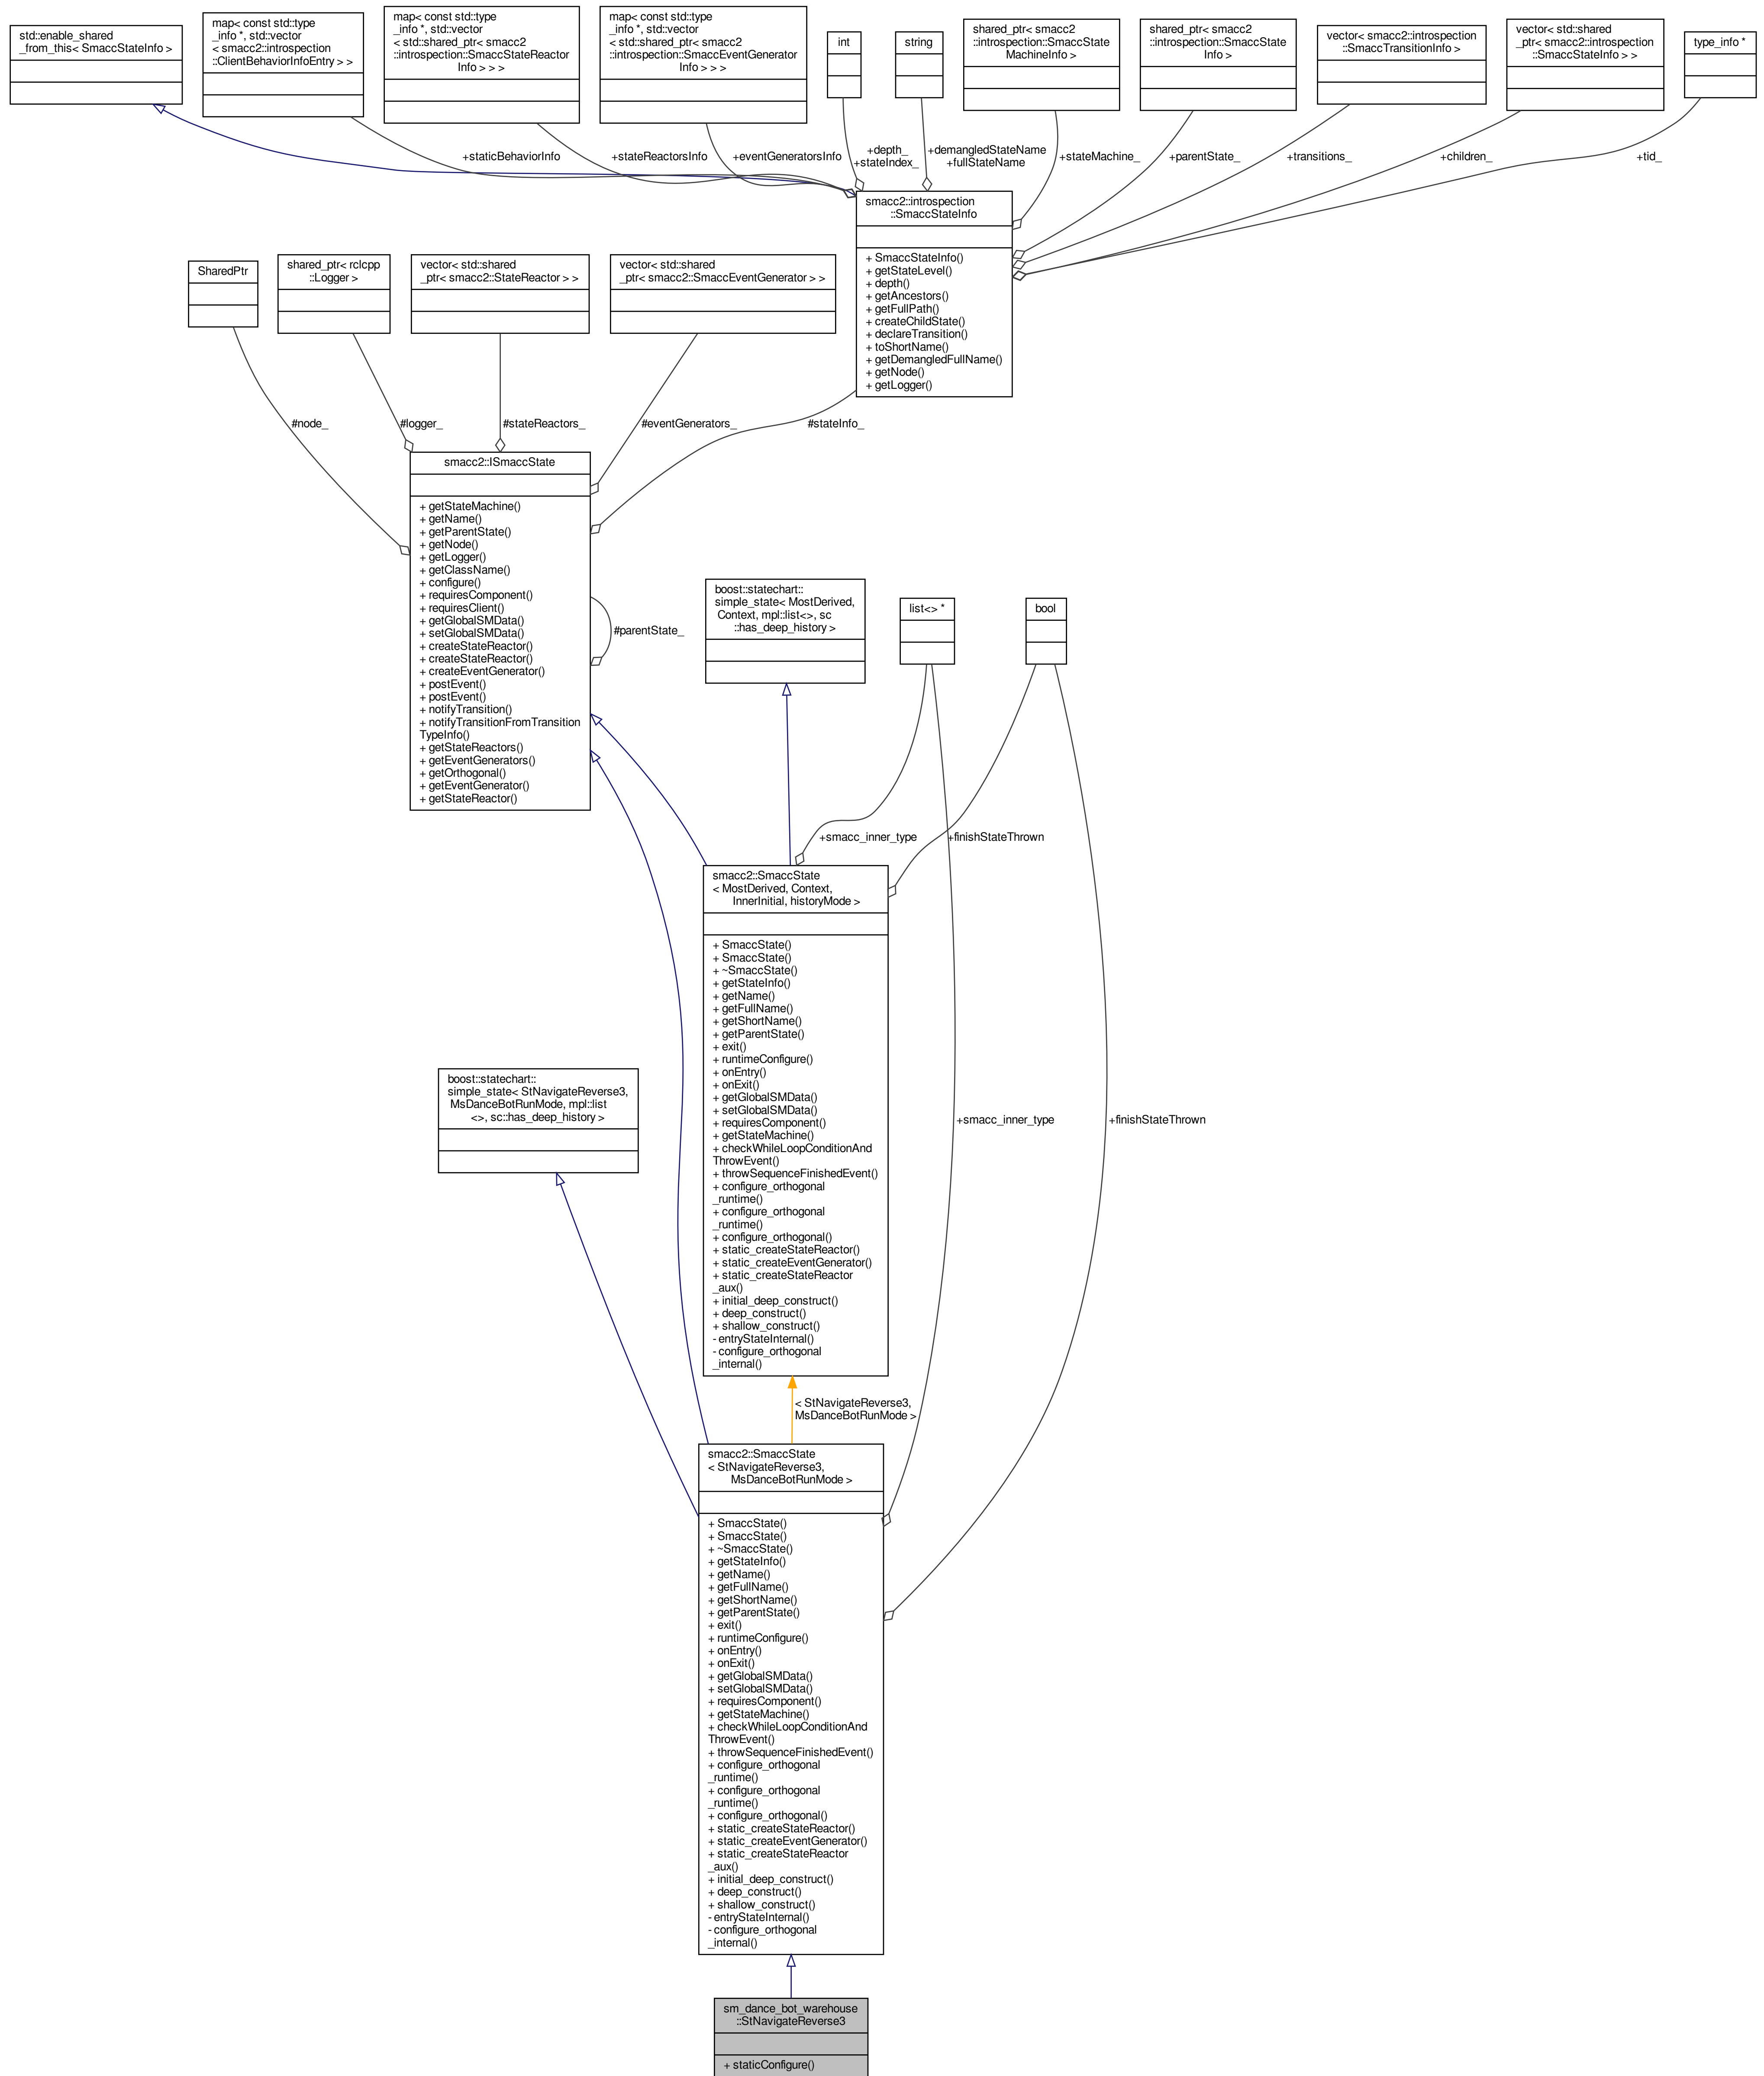 std::enable_shared
_from_this< SmaccStateInfo >
map< const std::type
_info *, std::vector
< smacc2::introspection
::ClientBehaviorInfoEntry > >
map< const std::type
_info *, std::vector
< std::shared_ptr< smacc2
::introspection::SmaccStateReactor
Info > > >
map< const std::type
_info *, std::vector
< std::shared_ptr< smacc2
::introspection::SmaccEventGenerator
Info > > >
int
string
shared_ptr< smacc2
::introspection::SmaccState
MachineInfo >
shared_ptr< smacc2
::introspection::SmaccState
Info >
vector< smacc2::introspection
::SmaccTransitionInfo >
vector< std::shared
_ptr< smacc2::introspection
::SmaccStateInfo > >
type_info *
+staticBehaviorInfo
+stateReactorsInfo
+eventGeneratorsInfo
+depth_
+stateIndex_
+demangledStateName
+fullStateName
+stateMachine_
+parentState_
+transitions_
+children_
+tid_
smacc2::introspection
::SmaccStateInfo
+ SmaccStateInfo()
+ getStateLevel()
+ depth()
+ getAncestors()
+ getFullPath()
+ createChildState()
+ declareTransition()
+ toShortName()
+ getDemangledFullName()
+ getNode()
+ getLogger()
SharedPtr
shared_ptr< rclcpp
::Logger >
vector< std::shared
_ptr< smacc2::StateReactor > >
vector< std::shared
_ptr< smacc2::SmaccEventGenerator > >
#node_
#logger_
#stateReactors_
#eventGenerators_
#stateInfo_
smacc2::ISmaccState
+ getStateMachine()
+ getName()
+ getParentState()
+ getNode()
+ getLogger()
+ getClassName()
+ configure()
+ requiresComponent()
+ requiresClient()
+ getGlobalSMData()
+ setGlobalSMData()
+ createStateReactor()
+ createStateReactor()
+ createEventGenerator()
+ postEvent()
+ postEvent()
+ notifyTransition()
+ notifyTransitionFromTransition
TypeInfo()
+ getStateReactors()
+ getEventGenerators()
+ getOrthogonal()
+ getEventGenerator()
+ getStateReactor()
#parentState_
boost::statechart::
simple_state< MostDerived,
Context, mpl::list<>, sc
::has_deep_history >
list<> *
bool
+smacc_inner_type
+finishStateThrown
smacc2::SmaccState
< MostDerived, Context,
InnerInitial, historyMode >
+ SmaccState()
+ SmaccState()
+ ~SmaccState()
+ getStateInfo()
+ getName()
+ getFullName()
+ getShortName()
+ getParentState()
+ exit()
+ runtimeConfigure()
+ onEntry()
+ onExit()
+ getGlobalSMData()
+ setGlobalSMData()
+ requiresComponent()
+ getStateMachine()
+ checkWhileLoopConditionAnd
ThrowEvent()
+ throwSequenceFinishedEvent()
+ configure_orthogonal
_runtime()
+ configure_orthogonal
_runtime()
+ configure_orthogonal()
+ static_createStateReactor()
+ static_createEventGenerator()
+ static_createStateReactor
_aux()
+ initial_deep_construct()
+ deep_construct()
+ shallow_construct()
- entryStateInternal()
- configure_orthogonal
_internal()
boost::statechart::
simple_state< StNavigateReverse3,
MsDanceBotRunMode, mpl::list
<>, sc::has_deep_history >
+smacc_inner_type
+finishStateThrown
< StNavigateReverse3,
MsDanceBotRunMode >
smacc2::SmaccState
< StNavigateReverse3,
MsDanceBotRunMode >
+ SmaccState()
+ SmaccState()
+ ~SmaccState()
+ getStateInfo()
+ getName()
+ getFullName()
+ getShortName()
+ getParentState()
+ exit()
+ runtimeConfigure()
+ onEntry()
+ onExit()
+ getGlobalSMData()
+ setGlobalSMData()
+ requiresComponent()
+ getStateMachine()
+ checkWhileLoopConditionAnd
ThrowEvent()
+ throwSequenceFinishedEvent()
+ configure_orthogonal
_runtime()
+ configure_orthogonal
_runtime()
+ configure_orthogonal()
+ static_createStateReactor()
+ static_createEventGenerator()
+ static_createStateReactor
_aux()
+ initial_deep_construct()
+ deep_construct()
+ shallow_construct()
- entryStateInternal()
- configure_orthogonal
_internal()
sm_dance_bot_warehouse
::StNavigateReverse3
+ staticConfigure()